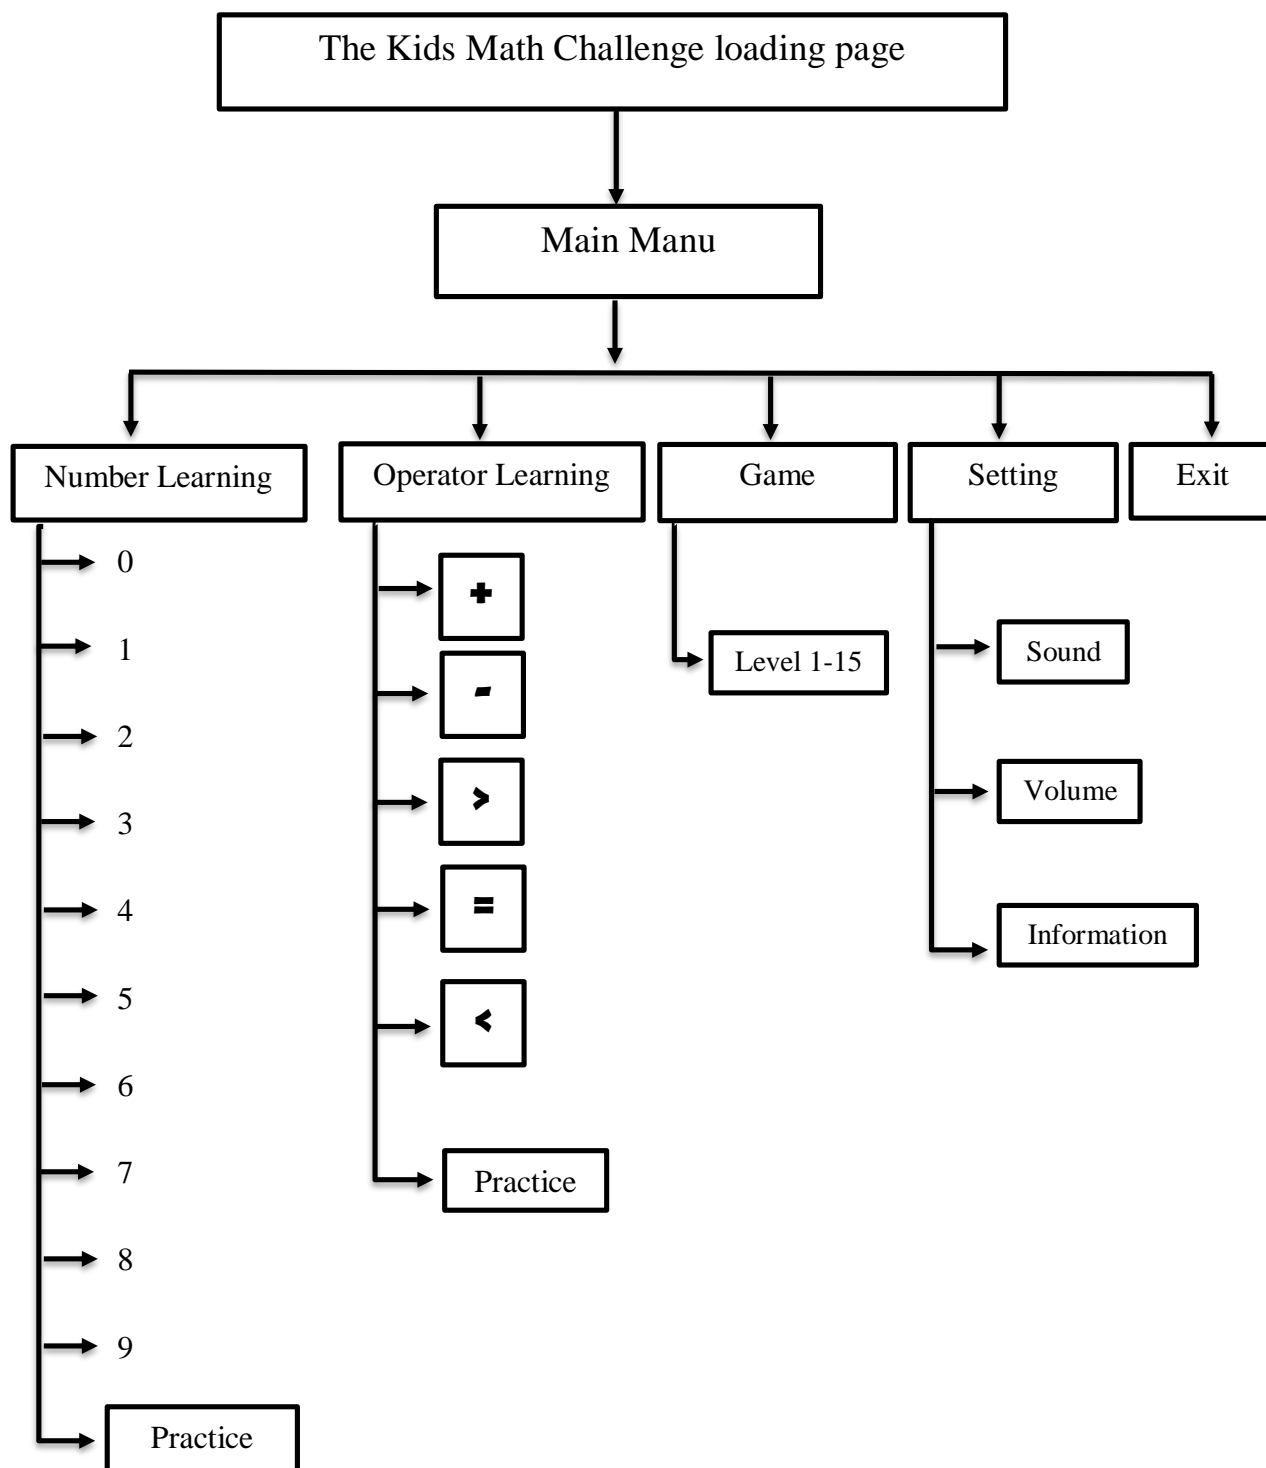 The Kids Math Challenge loading page
Main Manu
Number Learning
Operator Learning
Game
Setting
Exit
0
1
2
3
4
5
6
7
8
9
Practice
+
-
>
=
<
Practice
Level 1-15
Sound
Volume
Information